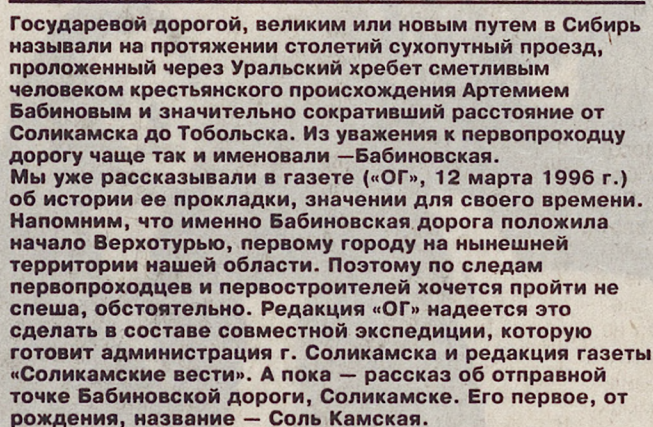 Государевой дорогой, великим или новым путем в Сибирь
называли на протяжении столетий сухопутный проезд,
проложенный через Уральский хребет сметливым
человеком крестьянского происхождения Артемием
Бабиновым и значительно сокративший расстояние от
Соликамска до Тобольска. Из уважения к первопроходцу
дорогу чаще так и именовали —Бабиновская.
Мы уже рассказывали в газете («ОГ», 12 марта 1996 г.)
об истории ее прокладки, значении для своего времени.
Напомним, что именно Бабиновская дорога положила
начало Верхотурью, первому городу на нынешней
территории нашей области. Поэтому по следам
первопроходцев и первостроителей хочется пройти не
спеша, обстоятельно. Редакция «ОГ» надеется это
сделать в составе совместной экспедиции, которую
готовит администрация г. Соликамска и редакция газеты
«Соликамские вести». А пока — рассказ об отправной
точке Бабиновской дороги, Соликамске. Его первое, от
рождения, название — Соль Камская.